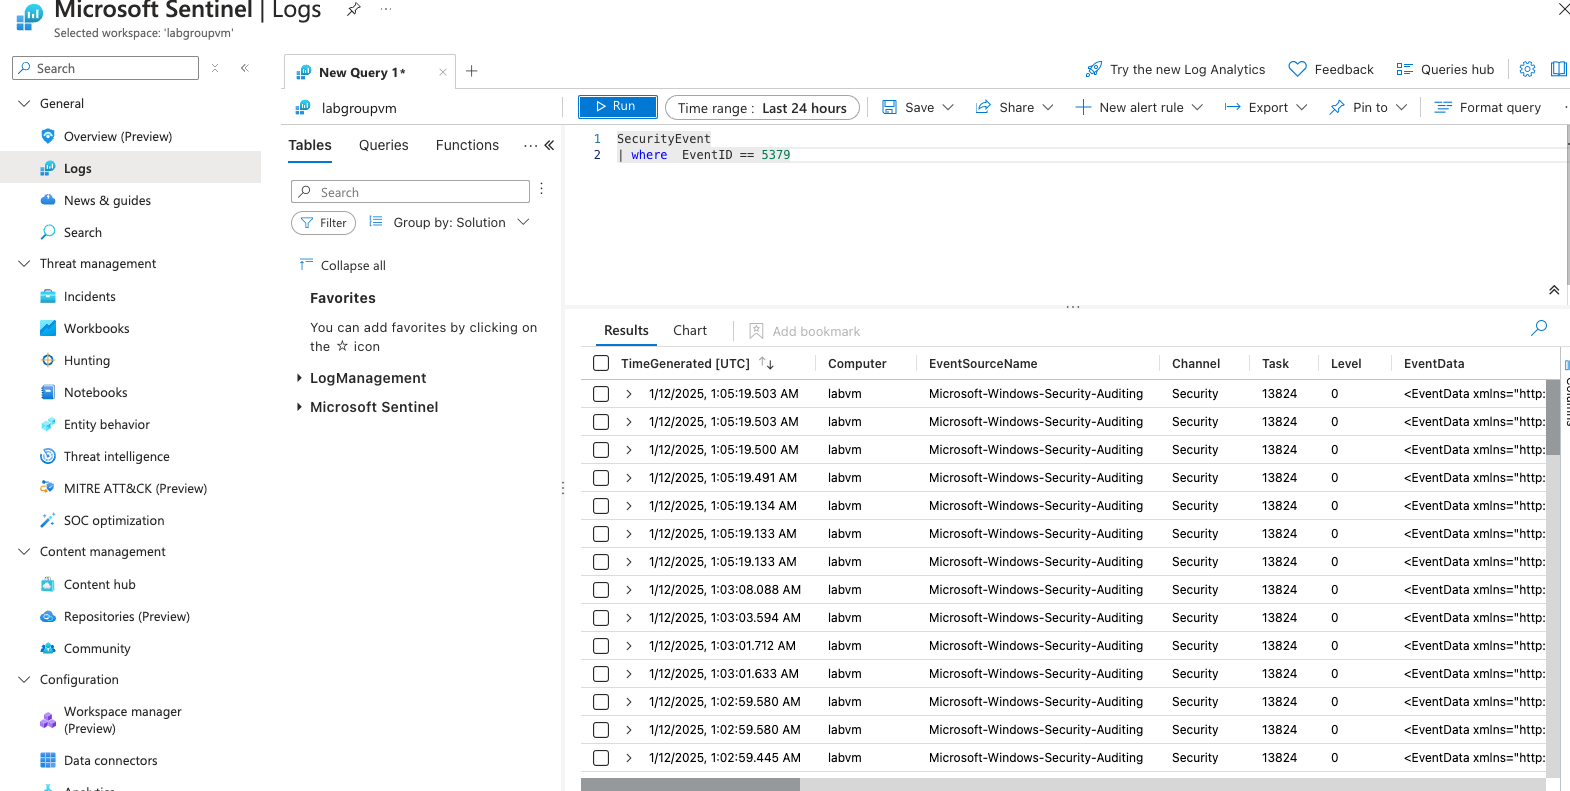 Microsoft Sentinel | Logs
Selected workspace: 'labgroupvm'
Search
General
Overview (Preview)
Logs
News & guides
Search
Threat management
Incidents
Workbooks
Hunting
Notebooks
Entity behavior
Threat intelligence
MITRE ATT&CK (Preview)
SOC optimization
Content management
Content hub
Repositories (Preview)
Community
Configuration
Workspace manager
(Preview)
Data connectors
New Query 1*
Try the new Log Analytics
Feedback
Queries hub
labgroupvm
Run
Time range : Last 24 hours
Save
Share
New alert rule
Export
Pin to
Format query
Tables
Queries
Functions
Search
Filter
Group by: Solution
Collapse all
Favorites
You can add favorites by clicking on
the ☆ icon
LogManagement
Microsoft Sentinel
1 SecurityEvent
2 | where  EventID == 5379
Results
Chart
Add bookmark
TimeGenerated [UTC] Computer EventSourceName Channel Task Level EventData
1/12/2025, 1:05:19.503 AM labvm Microsoft-Windows-Security-Auditing Security 13824 0 <EventData xmlns="http:
1/12/2025, 1:05:19.503 AM labvm Microsoft-Windows-Security-Auditing Security 13824 0 <EventData xmlns="http:
1/12/2025, 1:05:19.500 AM labvm Microsoft-Windows-Security-Auditing Security 13824 0 <EventData xmlns="http:
1/12/2025, 1:05:19.491 AM labvm Microsoft-Windows-Security-Auditing Security 13824 0 <EventData xmlns="http:
1/12/2025, 1:05:19.134 AM labvm Microsoft-Windows-Security-Auditing Security 13824 0 <EventData xmlns="http:
1/12/2025, 1:05:19.133 AM labvm Microsoft-Windows-Security-Auditing Security 13824 0 <EventData xmlns="http:
1/12/2025, 1:05:19.133 AM labvm Microsoft-Windows-Security-Auditing Security 13824 0 <EventData xmlns="http:
1/12/2025, 1:03:08.088 AM labvm Microsoft-Windows-Security-Auditing Security 13824 0 <EventData xmlns="http:
1/12/2025, 1:03:03.594 AM labvm Microsoft-Windows-Security-Auditing Security 13824 0 <EventData xmlns="http:
1/12/2025, 1:03:01.712 AM labvm Microsoft-Windows-Security-Auditing Security 13824 0 <EventData xmlns="http:
1/12/2025, 1:03:01.633 AM labvm Microsoft-Windows-Security-Auditing Security 13824 0 <EventData xmlns="http:
1/12/2025, 1:02:59.580 AM labvm Microsoft-Windows-Security-Auditing Security 13824 0 <EventData xmlns="http:
1/12/2025, 1:02:59.580 AM labvm Microsoft-Windows-Security-Auditing Security 13824 0 <EventData xmlns="http:
1/12/2025, 1:02:59.445 AM labvm Microsoft-Windows-Security-Auditing Security 13824 0 <EventData xmlns="http: